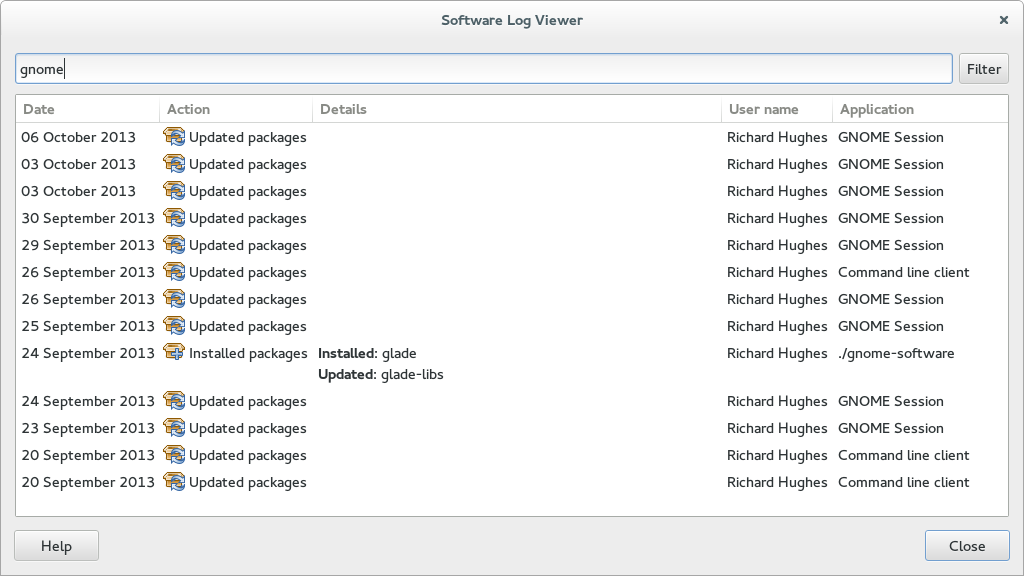 Software Log Viewer
gnome Filter
Date Action Details User name Application
06 October 2013 Updated packages Richard Hughes GNOME Session
03 October 2013 Updated packages Richard Hughes GNOME Session
03 October 2013 Updated packages Richard Hughes GNOME Session
30 September 2013 Updated packages Richard Hughes GNOME Session
29 September 2013 Updated packages Richard Hughes GNOME Session
26 September 2013 Updated packages Richard Hughes Command line client
26 September 2013 Updated packages Richard Hughes GNOME Session
25 September 2013 Updated packages Richard Hughes GNOME Session
24 September 2013 Installed packages Installed: glade Richard Hughes ./gnome-software
Updated: glade-libs
24 September 2013 Updated packages Richard Hughes GNOME Session
23 September 2013 Updated packages Richard Hughes GNOME Session
20 September 2013 Updated packages Richard Hughes Command line client
20 September 2013 Updated packages Richard Hughes Command line client
Help Close